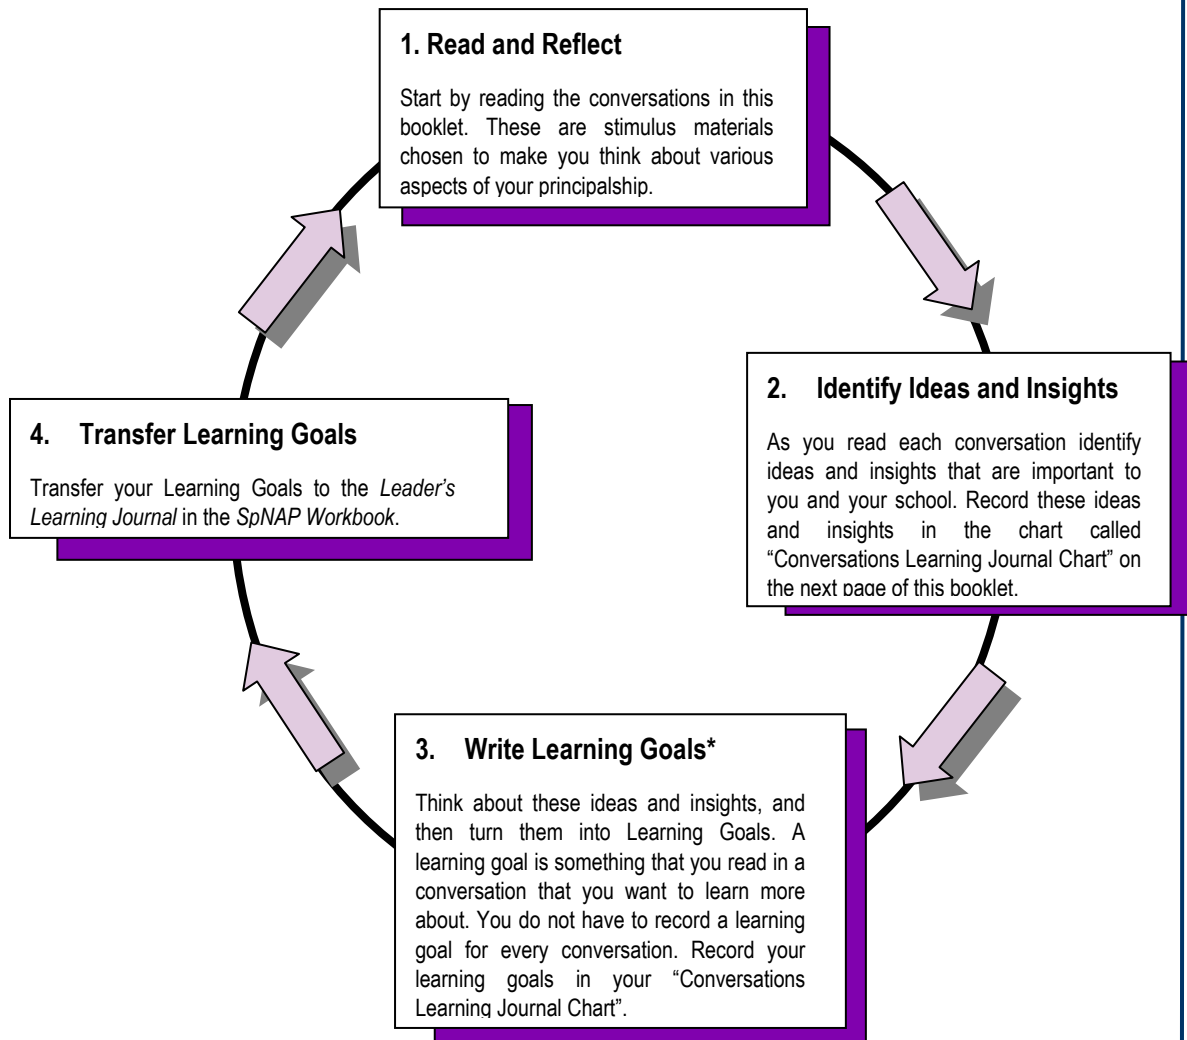 1. Read and Reflect
Start by reading the conversations in this
booklet. These are stimulus materials
chosen to make you think about various
aspects of your principalship.
2. Identify Ideas and Insights
As you read each conversation identify
ideas and insights that are important to
you and your school. Record these ideas
and insights in the chart called
“Conversations Learning Journal Chart” on
the next page of this booklet.
3. Write Learning Goals*
Think about these ideas and insights, and
then turn them into Learning Goals. A
learning goal is something that you read in a
conversation that you want to learn more
about. You do not have to record a learning
goal for every conversation. Record your
learning goals in your “Conversations
Learning Journal Chart”.
4. Transfer Learning Goals
Transfer your Learning Goals to the Leader’s
Learning Journal in the SpNAP Workbook.